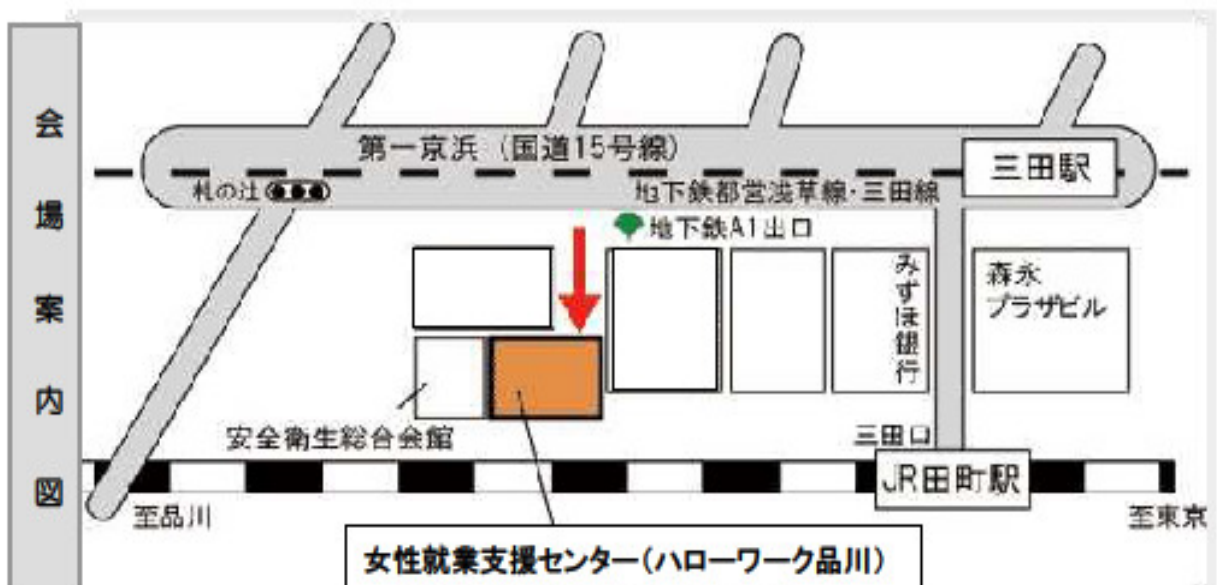 会場案内図
第一京浜（国道15号線）
三田駅
札の辻
地下鉄都営浅草線・三田線
地下鉄A1出口
みずほ銀行
森永
プラザビル
安全衛生総合会館
三田口
JR田町駅
至品川
至東京
女性就業支援センター（ハローワーク品川）